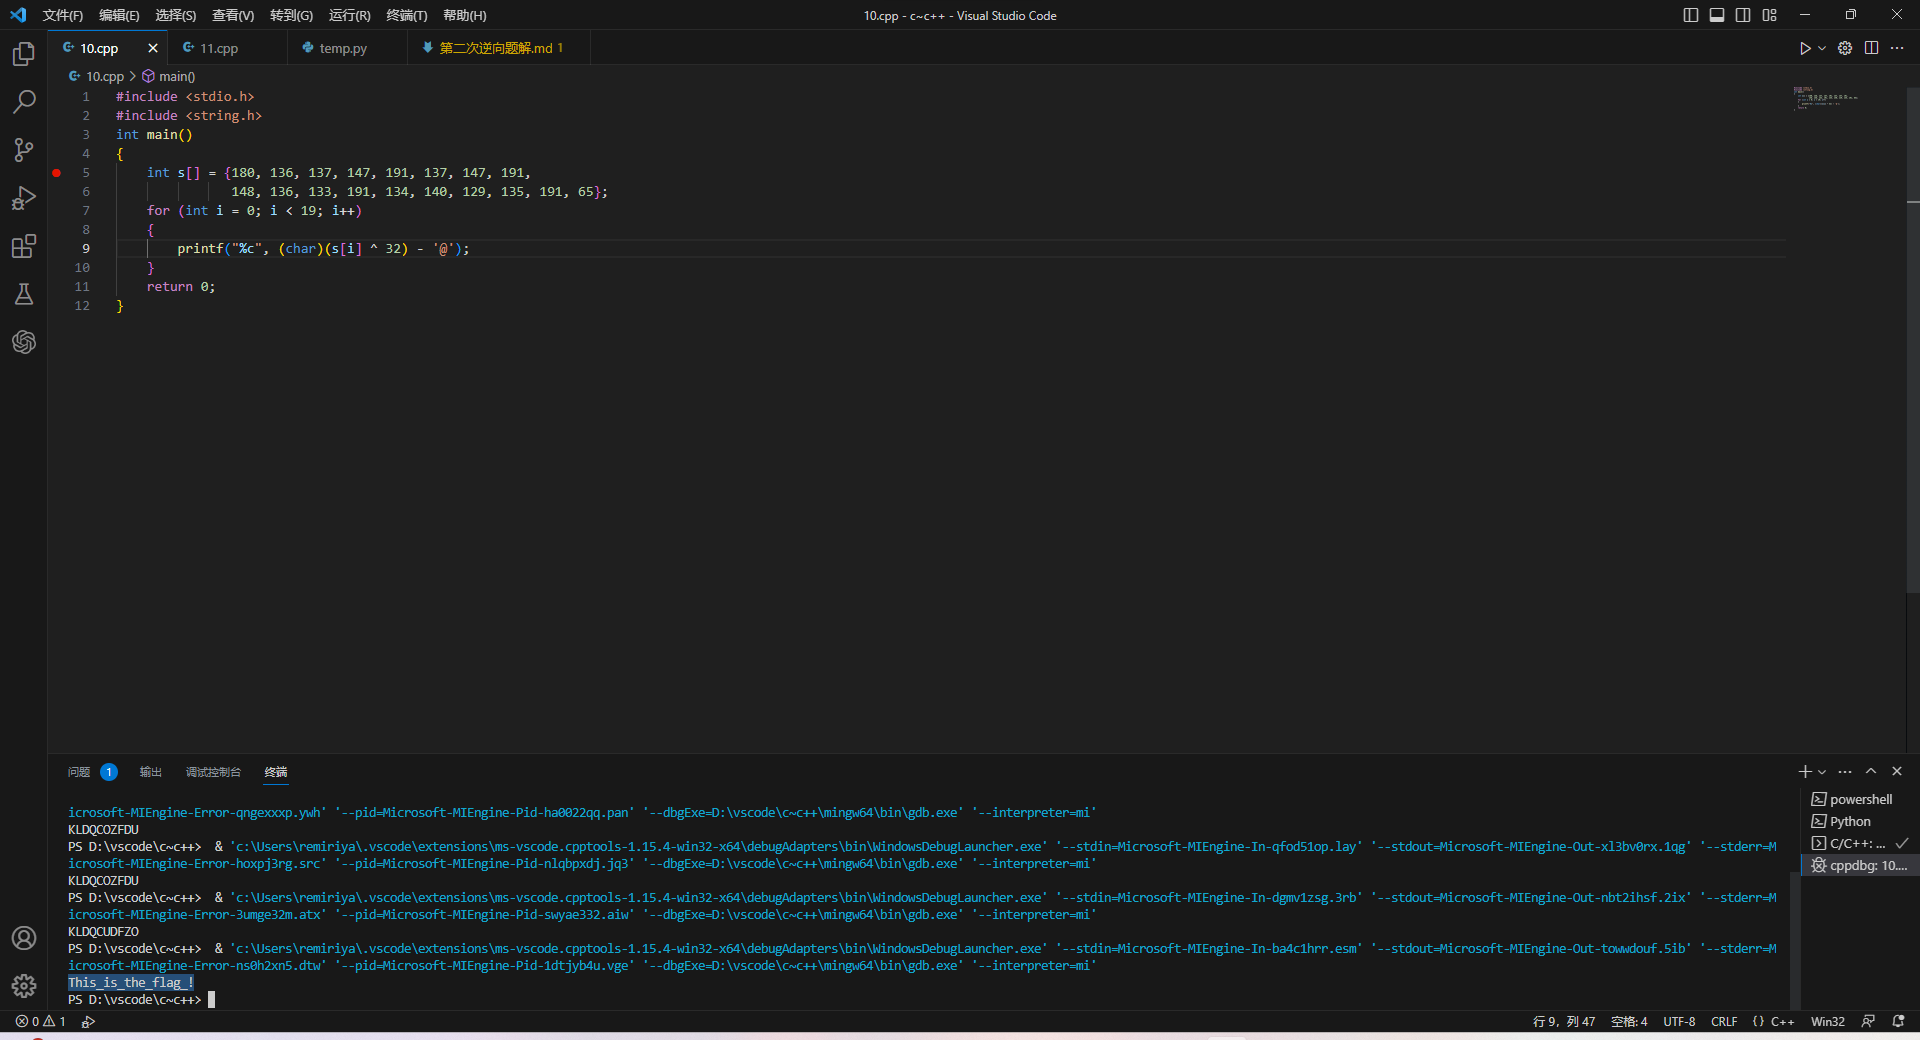 文件(F) 编辑(E) 选择(S) 查看(V) 转到(G) 运行(R) 终端(T) 帮助(H) 10.cpp - c~c++ - Visual Studio Code
10.cpp 11.cpp temp.py 第二次逆向题解.md 1
10.cpp > main()
1 #include <stdio.h>
2 #include <string.h>
3 int main()
4 {
5 int s[] = {180, 136, 137, 147, 191, 137, 147, 191,
6 148, 136, 133, 191, 134, 140, 129, 135, 191, 65};
7 for (int i = 0; i < 19; i++)
8 {
9 printf("%c", (char)(s[i] ^ 32) - '@');
10 }
11 return 0;
12 }
问题 1 输出 调试控制台 终端
icrosoft-MIEngine-Error-qngexxxp.ywh' '--pid=Microsoft-MIEngine-Pid-ha0022qq.pan' '--dbgExe=D:\vscode\c~c++\mingw64\bin\gdb.exe' '--interpreter=mi'
KLDQCOZFDU
PS D:\vscode\c~c++> & 'c:\Users\remiriya\.vscode\extensions\ms-vscode.cpptools-1.15.4-win32-x64\debugAdapters\bin\WindowsDebugLauncher.exe' '--stdin=Microsoft-MIEngine-In-qfod51op.lay' '--stdout=Microsoft-MIEngine-Out-xl3bv0rx.1qg' '--stderr=M
icrosoft-MIEngine-Error-hoxpj3rg.src' '--pid=Microsoft-MIEngine-Pid-nlqbpxdj.jq3' '--dbgExe=D:\vscode\c~c++\mingw64\bin\gdb.exe' '--interpreter=mi'
KLDQCOZFDU
PS D:\vscode\c~c++> & 'c:\Users\remiriya\.vscode\extensions\ms-vscode.cpptools-1.15.4-win32-x64\debugAdapters\bin\WindowsDebugLauncher.exe' '--stdin=Microsoft-MIEngine-In-dgmv1zsg.3rb' '--stdout=Microsoft-MIEngine-Out-nbt2ihsf.2ix' '--stderr=M
icrosoft-MIEngine-Error-3umge32m.atx' '--pid=Microsoft-MIEngine-Pid-swyae332.aiw' '--dbgExe=D:\vscode\c~c++\mingw64\bin\gdb.exe' '--interpreter=mi'
KLDQCUDFZO
PS D:\vscode\c~c++> & 'c:\Users\remiriya\.vscode\extensions\ms-vscode.cpptools-1.15.4-win32-x64\debugAdapters\bin\WindowsDebugLauncher.exe' '--stdin=Microsoft-MIEngine-In-ba4c1hrr.esm' '--stdout=Microsoft-MIEngine-Out-towwdouf.5ib' '--stderr=M
icrosoft-MIEngine-Error-ns0h2xn5.dtw' '--pid=Microsoft-MIEngine-Pid-1dtjyb4u.vge' '--dbgExe=D:\vscode\c~c++\mingw64\bin\gdb.exe' '--interpreter=mi'
This_is_the_flag_!
PS D:\vscode\c~c++>
powershell
Python
C/C++: ...
cppdbg: 10....
0 1 行 9，列 47 空格: 4 UTF-8 CRLF {} C++ Win32